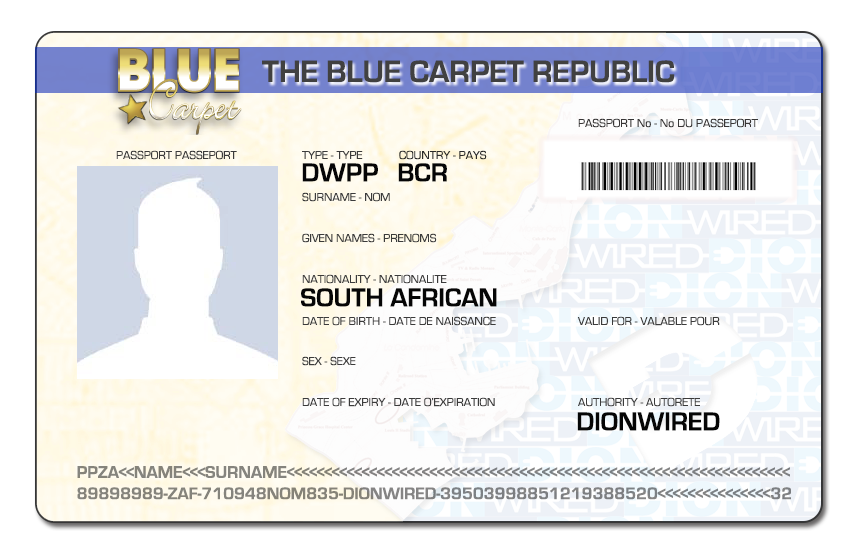 BLUE
Carpet
THE BLUE CARPET REPUBLIC
PASSPORT No - No DU PASSEPORT
PASSPORT PASSEPORT
TYPE - TYPE COUNTRY - PAYS
DWPP BCR
SURNAME - NOM
GIVEN NAMES - PRENOMS
NATIONALITY - NATIONALITE
SOUTH AFRICAN
DATE OF BIRTH - DATE DE NAISSANCE
VALID FOR - VALABLE POUR
SEX - SEXE
DATE OF EXPIRY - DATE O'EXPIRATION
AUTHORITY - AUTORETE
DIONWIRED
PPZA<<NAME<<<SURNAME<<<<<<<<<<<<<<<<<<<<<<<<<<<<<<<<<<<<<<<<<<<<<<<<<<<<<<<<<<<<<
89898989-ZAF-710948NOM835-DIONWIRED-39503998851219388520<<<<<<<<<<<<<<<32